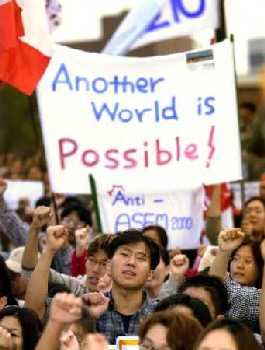 Another
World is
Possible!
Anti -
ASEM 2000